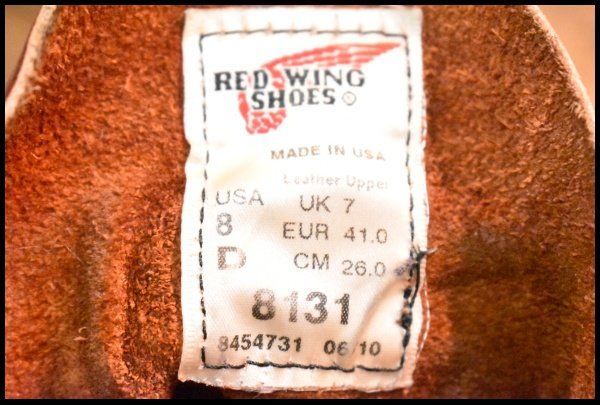 RED WING
SHOES
MADE IN USA
Leather Upper
USA UK 7
8 EUR 41.0
D CM 26.0
8131
8454731 06/10